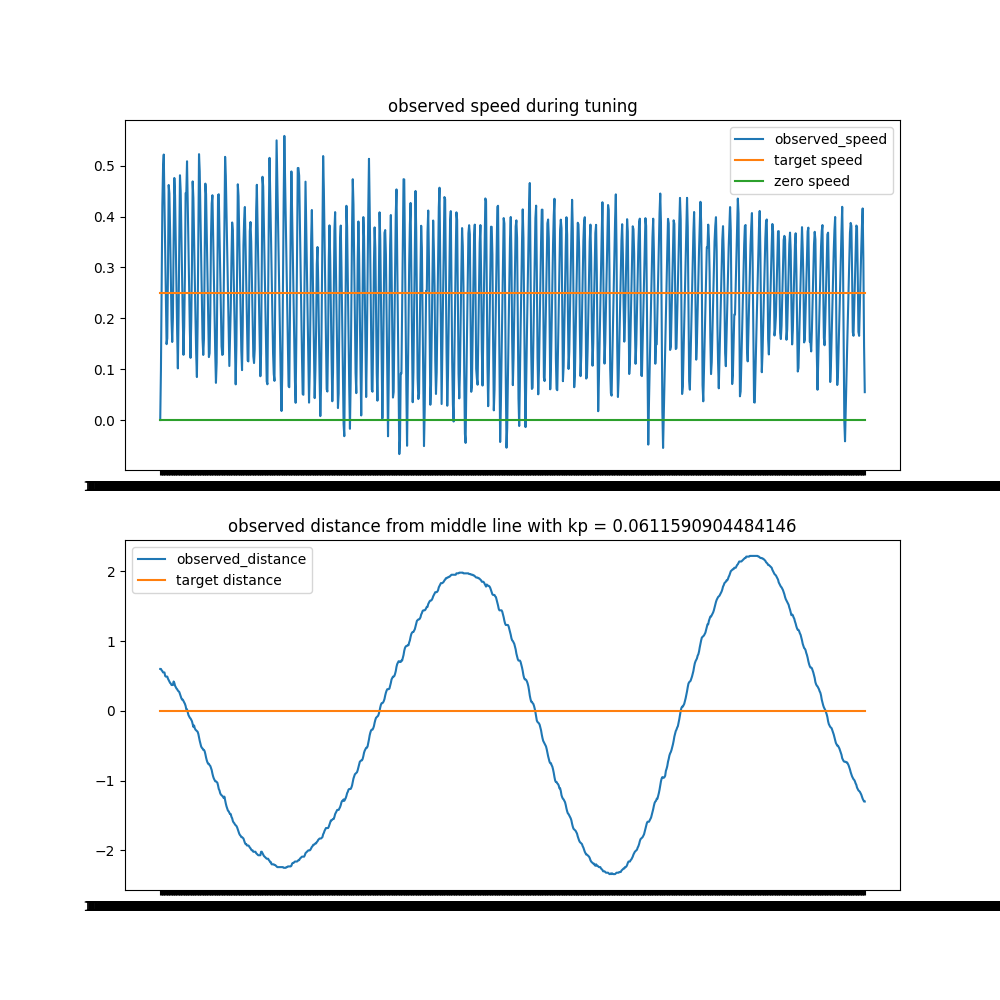 observed speed during tuning
observed_speed
target speed
zero speed
0.5
0.4
0.3
0.2
0.1
0.0
observed distance from middle line with kp = 0.0611590904484146
observed_distance
target distance
2
1
0
−1
−2